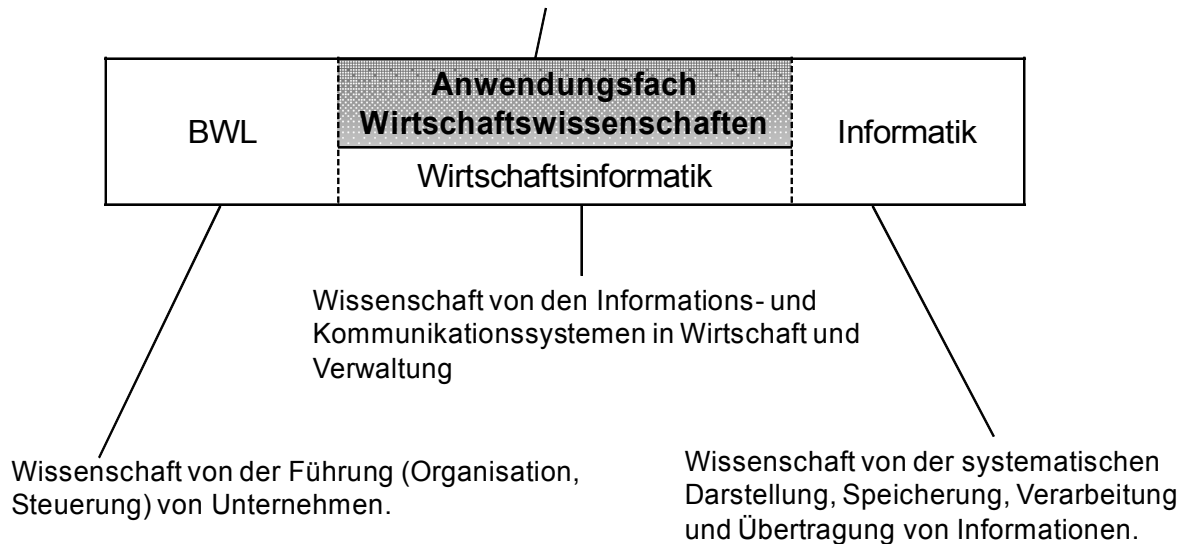 BWL
Anwendungsfach
Wirtschaftswissenschaften
Wirtschaftsinformatik
Informatik
Wissenschaft von den Informations- und
Kommunikationssystemen in Wirtschaft und
Verwaltung
Wissenschaft von der Führung (Organisation,
Steuerung) von Unternehmen.
Wissenschaft von der systematischen
Darstellung, Speicherung, Verarbeitung
und Übertragung von Informationen.